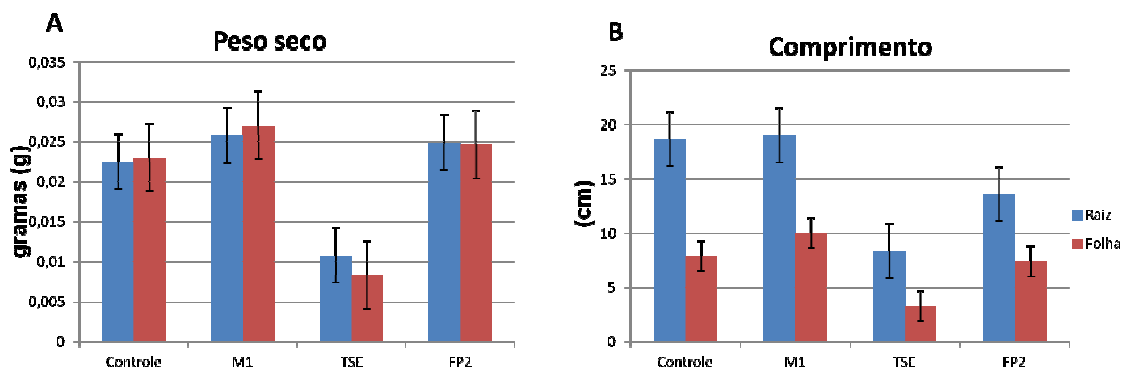 A
Peso seco
gramas (g)
0,035
0,03
0,025
0,02
0,015
0,01
0,005
0
Controle M1 TSE FP2
B
Comprimento
(cm)
25
20
15
10
5
0
Controle M1 TSE FP2
Raiz
Folha